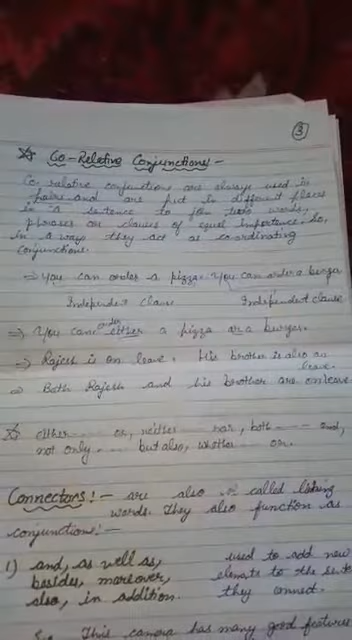 3
Co-Relating Conjunctions -
Co relative conjunctions are always used in
pairs and are put in different places
in a sentence to join two words,
phrases or clauses of equal importance. So,
in a ways they act as co-ordinating
conjunctions.
⇒ You can order a pizza. You can order a burger
Independent Clause Independent clause
⇒ You can order either a pizza or a burger.
⇒ Rajesh is on leave. His brother is also on
leave.
⇒ Both Rajesh and his brother are on leave
either ---- or, neither ---- nor, both ---- and,
not only .... but also, whether --- or.
Connectors! - are also called linking
words. They also function as
conjunctions! -
1) and, as well as, used to add new
besides, moreover, elements to the
also, in addition. they connect.
This camera has many good features